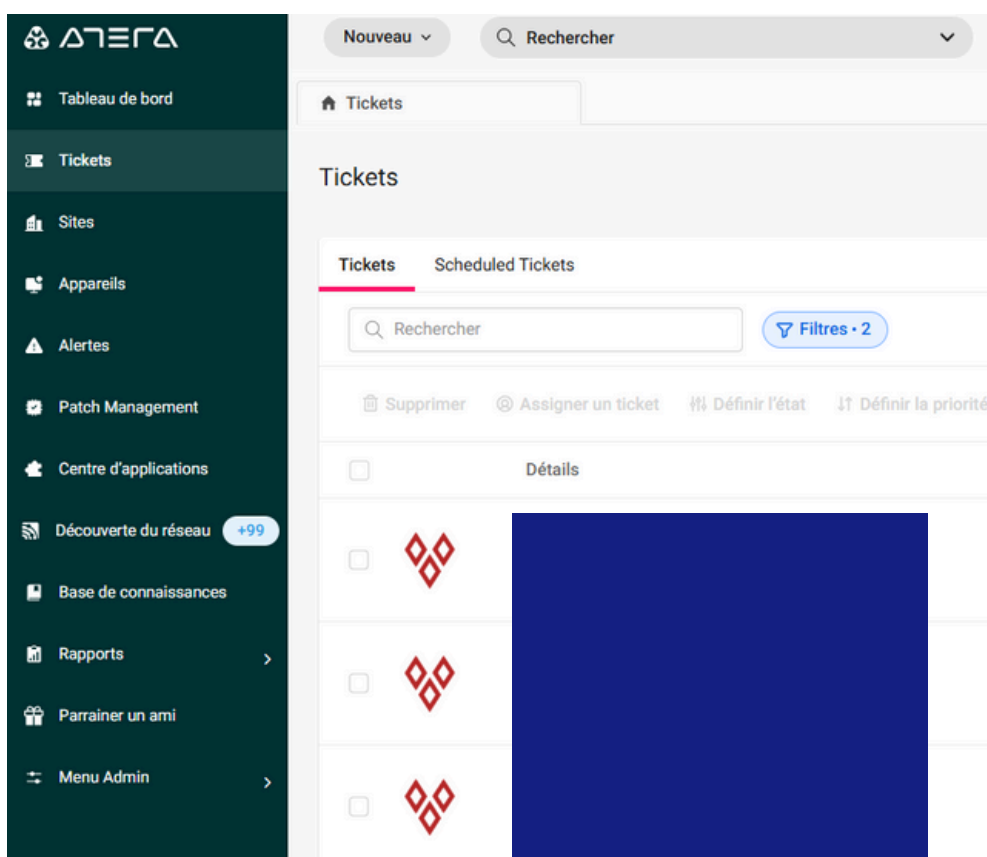 ATERA
Nouveau
Rechercher
Tableau de bord
Tickets
Tickets
Tickets
Sites
Tickets
Scheduled Tickets
Appareils
Rechercher
Filtres • 2
Alertes
Patch Management
Supprimer
Assigner un ticket
Définir l'état
Définir la priorité
Centre d'applications
Détails
Découverte du réseau
+99
Base de connaissances
Rapports
Parrainer un ami
Menu Admin